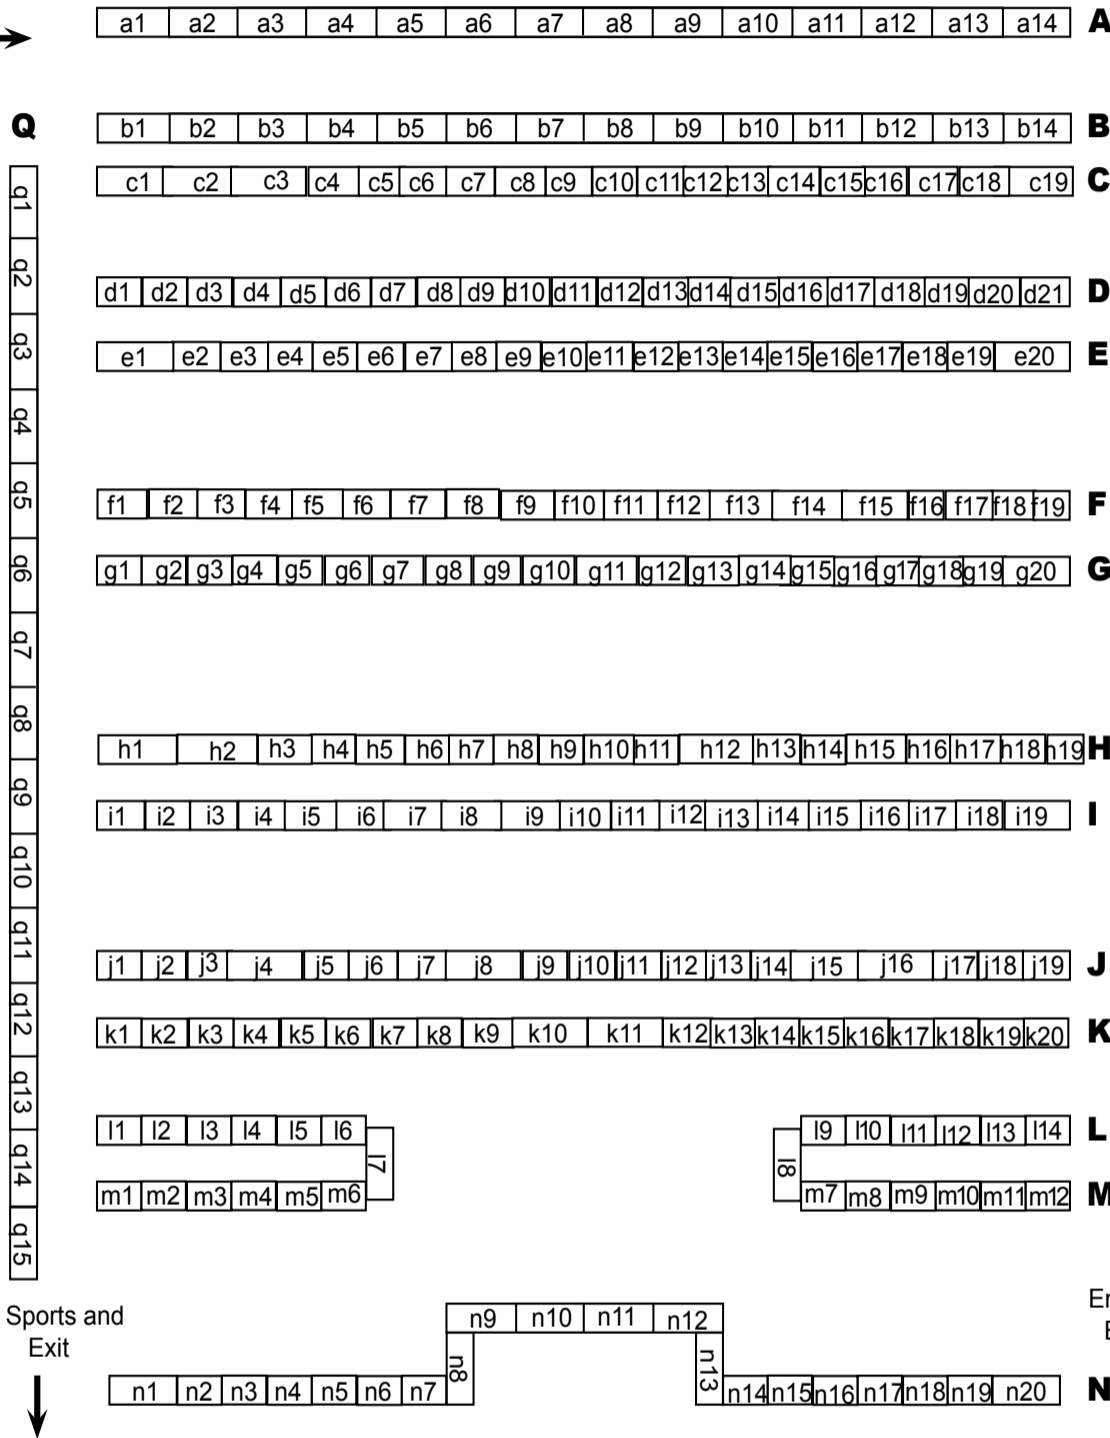 a1 a2 a3 a4 a5 a6 a7 a8 a9 a10 a11 a12 a13 a14 A
Q
b1 b2 b3 b4 b5 b6 b7 b8 b9 b10 b11 b12 b13 b14 B
c1 c2 c3 c4 c5 c6 c7 c8 c9 c10 c11 c12 c13 c14 c15 c16 c17 c18 c19 C
q1
q2
q3
q4
q5
q6
q7
q8
q9
q10
q11
q12
q13
q14
q15
d1 d2 d3 d4 d5 d6 d7 d8 d9 d10 d11 d12 d13 d14 d15 d16 d17 d18 d19 d20 d21 D
e1 e2 e3 e4 e5 e6 e7 e8 e9 e10 e11 e12 e13 e14 e15 e16 e17 e18 e19 e20 E
f1 f2 f3 f4 f5 f6 f7 f8 f9 f10 f11 f12 f13 f14 f15 f16 f17 f18 f19 F
g1 g2 g3 g4 g5 g6 g7 g8 g9 g10 g11 g12 g13 g14 g15 g16 g17 g18 g19 g20 G
h1 h2 h3 h4 h5 h6 h7 h8 h9 h10 h11 h12 h13 h14 h15 h16 h17 h18 h19 H
i1 i2 i3 i4 i5 i6 i7 i8 i9 i10 i11 i12 i13 i14 i15 i16 i17 i18 i19 I
j1 j2 j3 j4 j5 j6 j7 j8 j9 j10 j11 j12 j13 j14 j15 j16 j17 j18 j19 J
k1 k2 k3 k4 k5 k6 k7 k8 k9 k10 k11 k12 k13 k14 k15 k16 k17 k18 k19 k20 K
l1 l2 l3 l4 l5 l6 l9 l10 l11 l12 l13 l14 L
l7 l8
m1 m2 m3 m4 m5 m6 m7 m8 m9 m10 m11 m12 M
Sports and
Exit
n9 n10 n11 n12
n8 n13
n1 n2 n3 n4 n5 n6 n7 n14 n15 n16 n17 n18 n19 n20 N